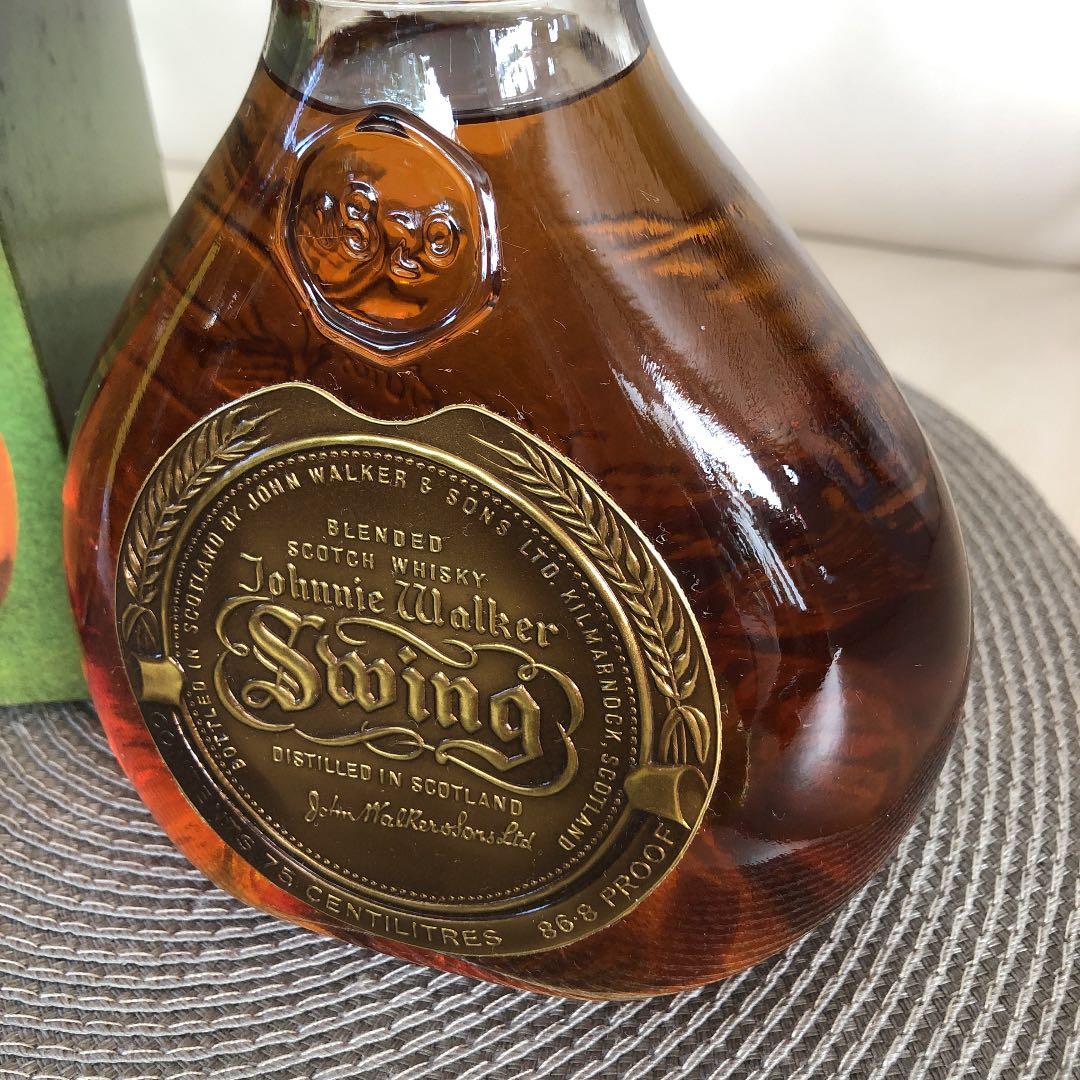 1820
BOTTLED IN SCOTLAND BY JOHN WALKER & SONS LTD. KILMARNOCK, SCOTLAND
BLENDED
SCOTCH WHISKY
Johnnie Walker
Swing
DISTILLED IN SCOTLAND
John Walker & Sons Ltd
CONTENTS 75 CENTILITRES 86·8 PROOF